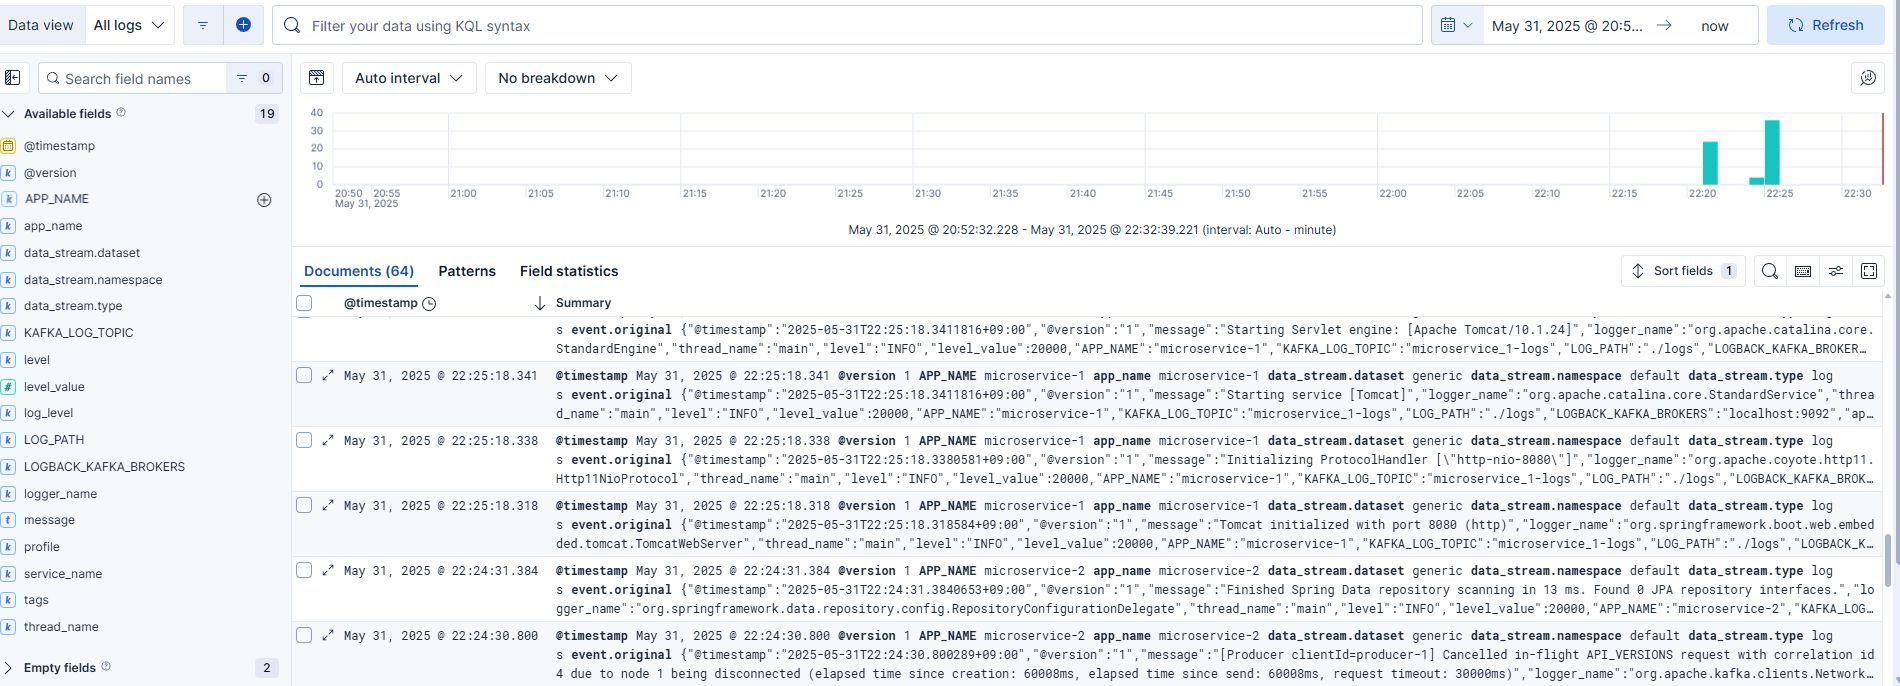 Data view All logs Filter your data using KQL syntax May 31, 2025 @ 20:5... → now Refresh
Search field names 0 Auto interval No breakdown
Available fields 19
@timestamp
@version
APP_NAME
app_name
data_stream.dataset
data_stream.namespace
data_stream.type
KAFKA_LOG_TOPIC
level
level_value
log_level
LOG_PATH
LOGBACK_KAFKA_BROKERS
logger_name
message
profile
service_name
tags
thread_name
Empty fields 2
40
30
20
10
0
20:50 20:55 21:00 21:05 21:10 21:15 21:20 21:25 21:30 21:35 21:40 21:45 21:50 21:55 22:00 22:05 22:10 22:15 22:20 22:25 22:30
May 31, 2025
May 31, 2025 @ 20:52:32.228 - May 31, 2025 @ 22:32:39.221 (interval: Auto - minute)
Documents (64) Patterns Field statistics Sort fields 1
@timestamp Summary
s event.original {"@timestamp":"2025-05-31T22:25:18.3411816+09:00","@version":"1","message":"Starting Servlet engine: [Apache Tomcat/10.1.24]","logger_name":"org.apache.catalina.core.
StandardEngine","thread_name":"main","level":"INFO","level_value":20000,"APP_NAME":"microservice-1","KAFKA_LOG_TOPIC":"microservice_1-logs","LOG_PATH":"./logs","LOGBACK_KAFKA_BROKER…
May 31, 2025 @ 22:25:18.341 @timestamp May 31, 2025 @ 22:25:18.341 @version 1 APP_NAME microservice-1 app_name microservice-1 data_stream.dataset generic data_stream.namespace default data_stream.type log
s event.original {"@timestamp":"2025-05-31T22:25:18.3411816+09:00","@version":"1","message":"Starting service [Tomcat]","logger_name":"org.apache.catalina.core.StandardService","threa
d_name":"main","level":"INFO","level_value":20000,"APP_NAME":"microservice-1","KAFKA_LOG_TOPIC":"microservice_1-logs","LOG_PATH":"./logs","LOGBACK_KAFKA_BROKERS":"localhost:9092","ap…
May 31, 2025 @ 22:25:18.338 @timestamp May 31, 2025 @ 22:25:18.338 @version 1 APP_NAME microservice-1 app_name microservice-1 data_stream.dataset generic data_stream.namespace default data_stream.type log
s event.original {"@timestamp":"2025-05-31T22:25:18.3380581+09:00","@version":"1","message":"Initializing ProtocolHandler [\"http-nio-8080\"]","logger_name":"org.apache.coyote.http11.
Http11NioProtocol","thread_name":"main","level":"INFO","level_value":20000,"APP_NAME":"microservice-1","KAFKA_LOG_TOPIC":"microservice_1-logs","LOG_PATH":"./logs","LOGBACK_KAFKA_BROK…
May 31, 2025 @ 22:25:18.318 @timestamp May 31, 2025 @ 22:25:18.318 @version 1 APP_NAME microservice-1 app_name microservice-1 data_stream.dataset generic data_stream.namespace default data_stream.type log
s event.original {"@timestamp":"2025-05-31T22:25:18.318584+09:00","@version":"1","message":"Tomcat initialized with port 8080 (http)","logger_name":"org.springframework.boot.web.embed
ded.tomcat.TomcatWebServer","thread_name":"main","level":"INFO","level_value":20000,"APP_NAME":"microservice-1","KAFKA_LOG_TOPIC":"microservice_1-logs","LOG_PATH":"./logs","LOGBACK_K…
May 31, 2025 @ 22:24:31.384 @timestamp May 31, 2025 @ 22:24:31.384 @version 1 APP_NAME microservice-2 app_name microservice-2 data_stream.dataset generic data_stream.namespace default data_stream.type log
s event.original {"@timestamp":"2025-05-31T22:24:31.3840653+09:00","@version":"1","message":"Finished Spring Data repository scanning in 13 ms. Found 0 JPA repository interfaces.","lo
gger_name":"org.springframework.data.repository.config.RepositoryConfigurationDelegate","thread_name":"main","level":"INFO","level_value":20000,"APP_NAME":"microservice-2","KAFKA_LOG…
May 31, 2025 @ 22:24:30.800 @timestamp May 31, 2025 @ 22:24:30.800 @version 1 APP_NAME microservice-2 app_name microservice-2 data_stream.dataset generic data_stream.namespace default data_stream.type log
s event.original {"@timestamp":"2025-05-31T22:24:30.800289+09:00","@version":"1","message":"[Producer clientId=producer-1] Cancelled in-flight API_VERSIONS request with correlation id
4 due to node 1 being disconnected (elapsed time since creation: 60008ms, elapsed time since send: 60008ms, request timeout: 30000ms)","logger_name":"org.apache.kafka.clients.Network…